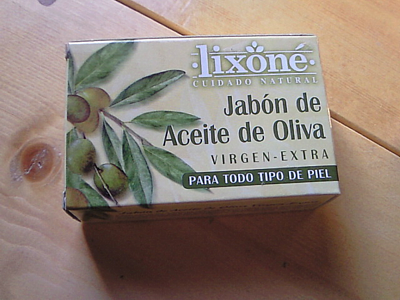 ·lixoné·
CUIDADO NATURAL
Jabón de
Aceite de Oliva
VIRGEN-EXTRA
PARA TODO TIPO DE PIEL